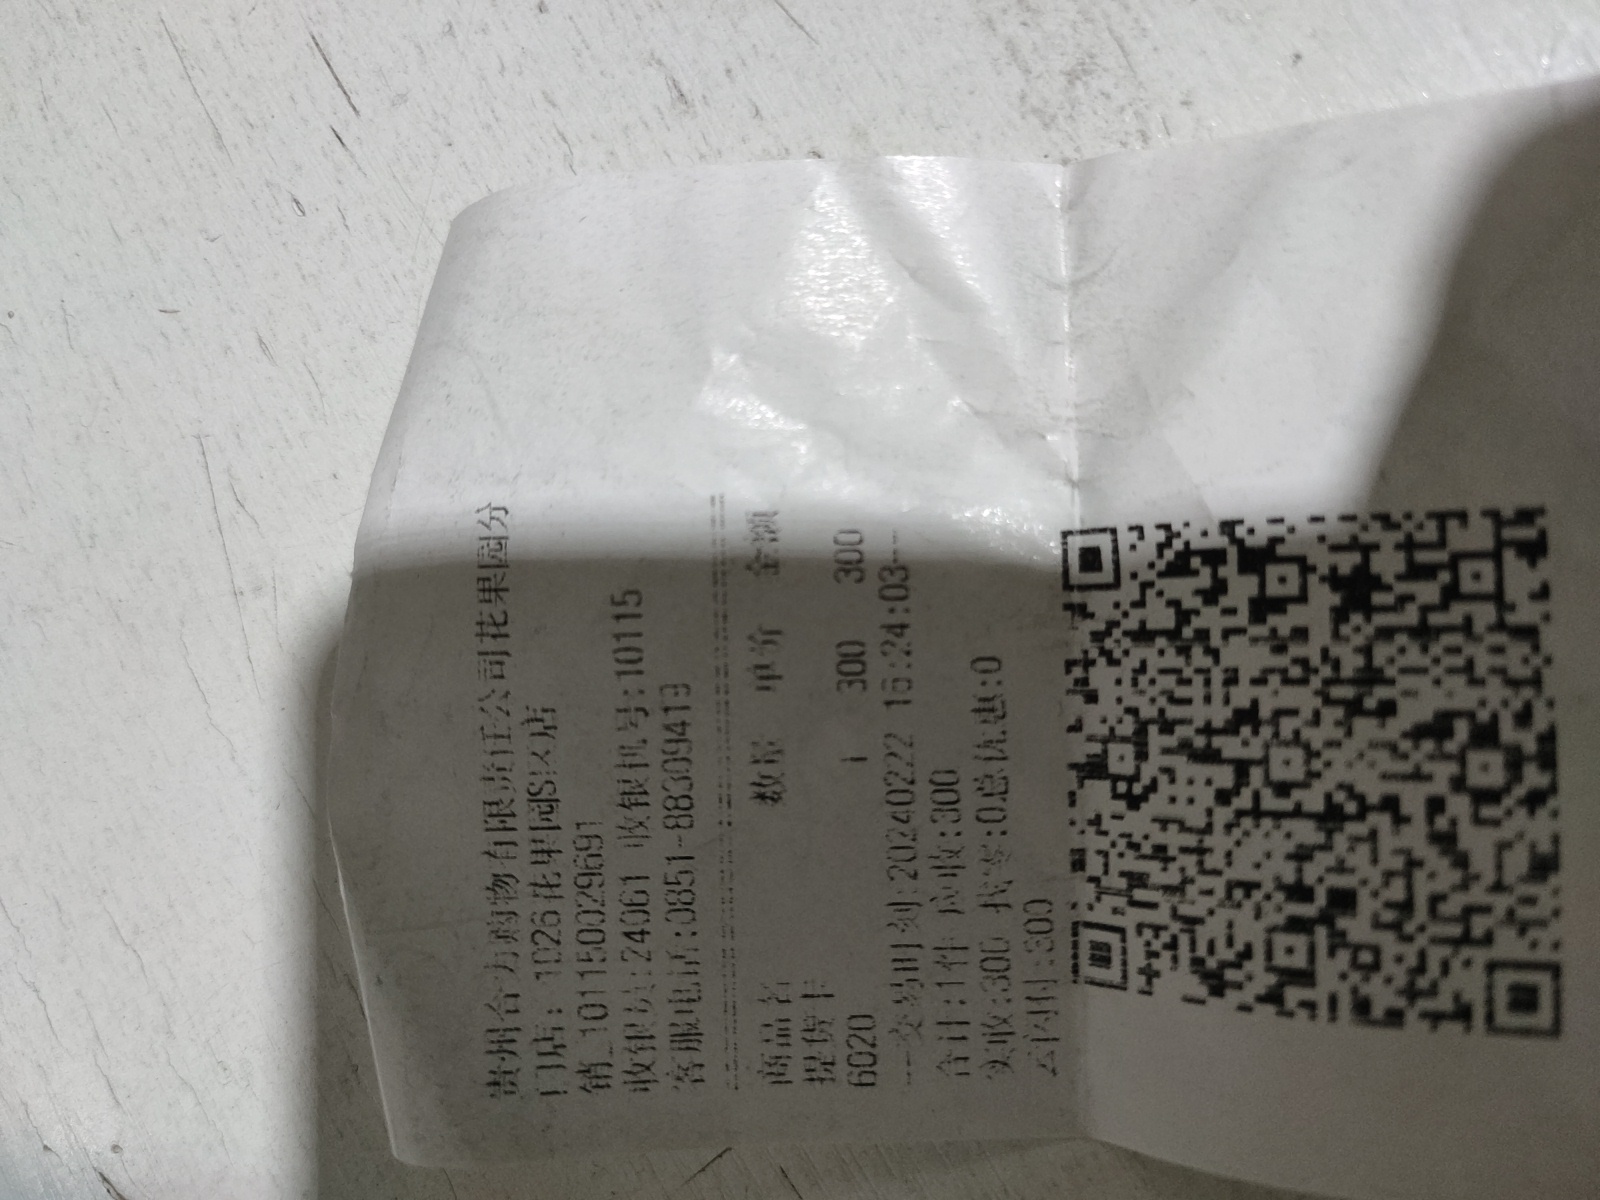 贵州合力购物有限责任公司花果园分
门店：1026花果园S区店
销_101150029691
收银员:24061 收银机号:10115
客服电话:0851-88309419
商品名 数量 单价 金额
提货卡
6020 1 300 300
---交易时刻:20240222 16:24:03---
合计:1件 应收:300
实收:300 找零:0总优惠:0
云闪付:300